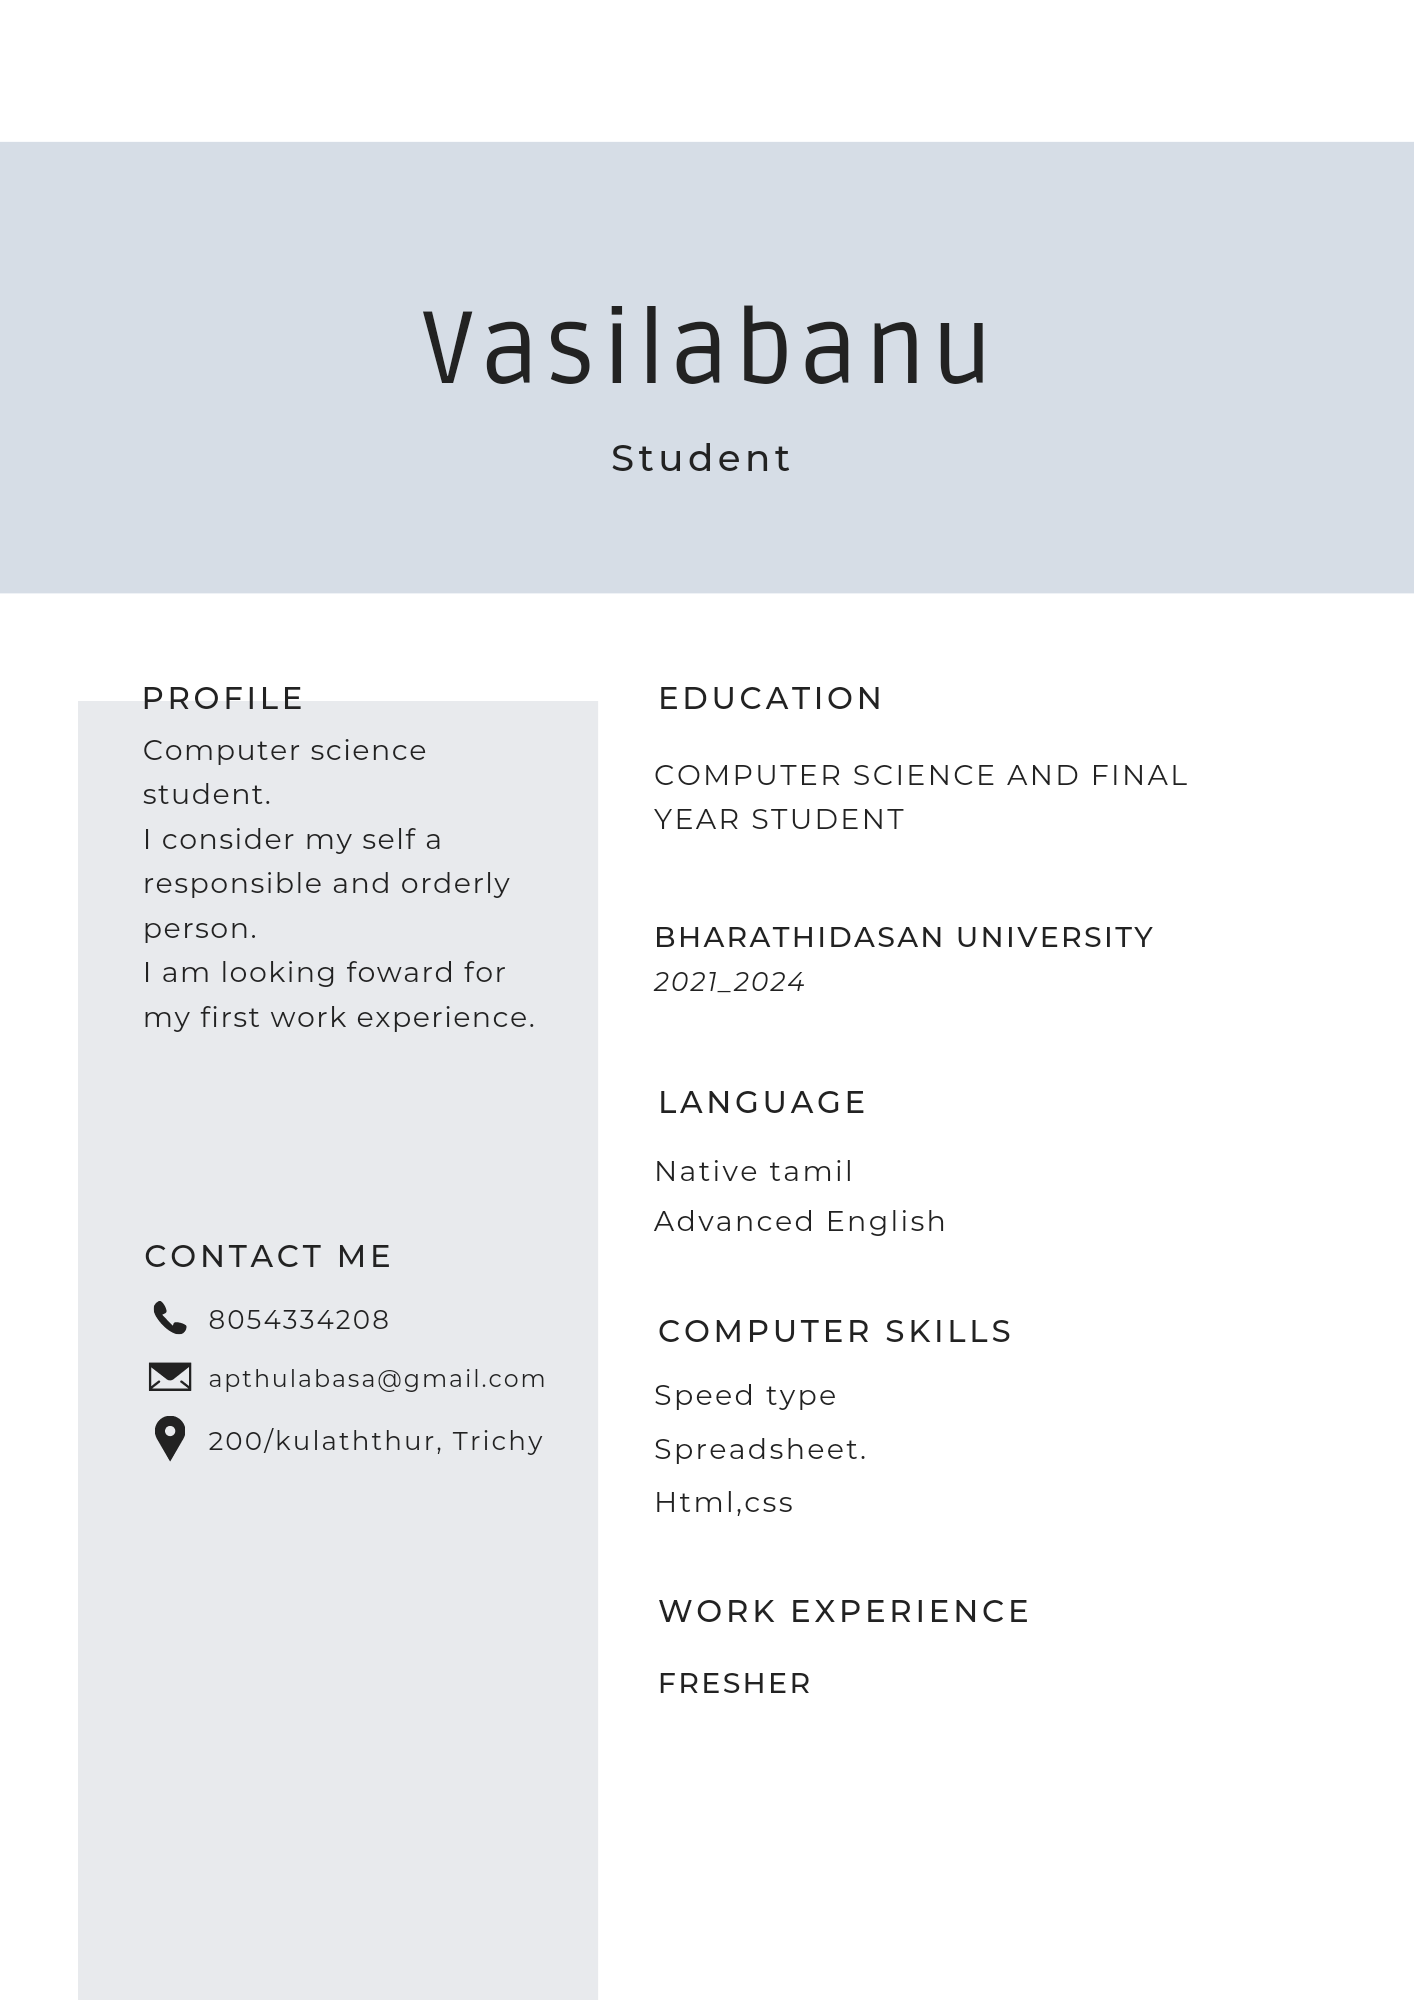 Vasilabanu
Student
PROFILE
Computer science
student.
I consider my self a
responsible and orderly
person.
I am looking foward for
my first work experience.
CONTACT ME
8054334208
apthulabasa@gmail.com
200/kulaththur, Trichy
EDUCATION
COMPUTER SCIENCE AND FINAL
YEAR STUDENT
BHARATHIDASAN UNIVERSITY
2021_2024
LANGUAGE
Native tamil
Advanced English
COMPUTER SKILLS
Speed type
Spreadsheet.
Html,css
WORK EXPERIENCE
FRESHER